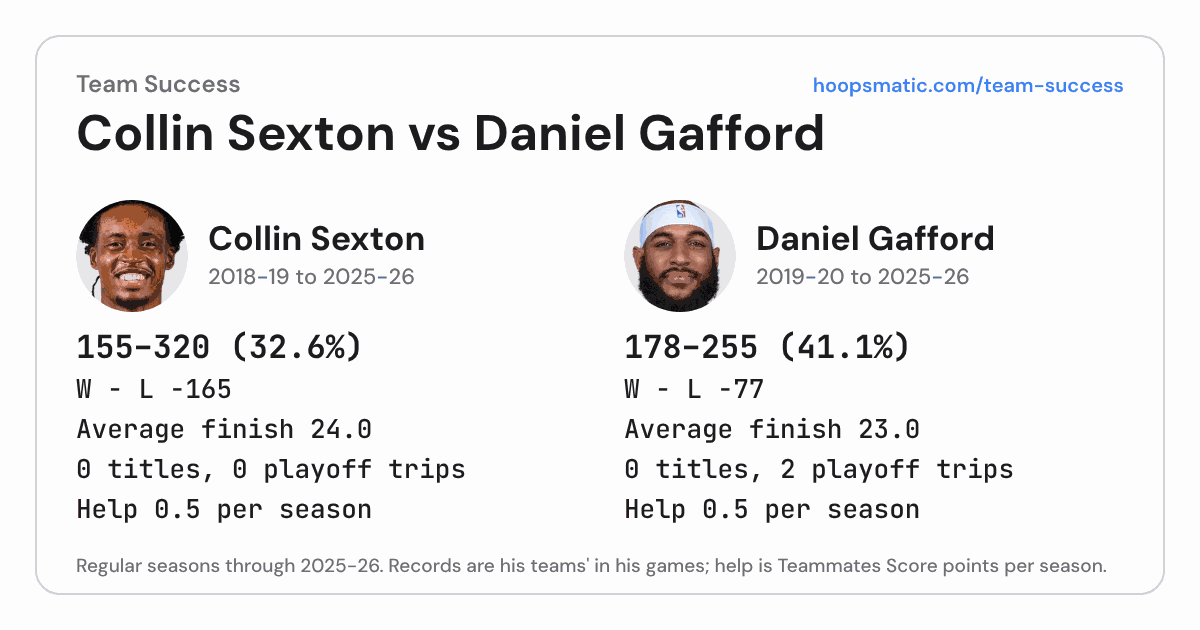 Team Success
hoopsmatic.com/team-success
Collin Sexton vs Daniel Gafford
Collin Sexton
2018-19 to 2025-26
155-320 (32.6%)
W - L -165
Average finish 24.0
0 titles, 0 playoff trips
Help 0.5 per season
Daniel Gafford
2019-20 to 2025-26
178-255 (41.1%)
W - L -77
Average finish 23.0
0 titles, 2 playoff trips
Help 0.5 per season
Regular seasons through 2025-26. Records are his teams' in his games; help is Teammates Score points per season.